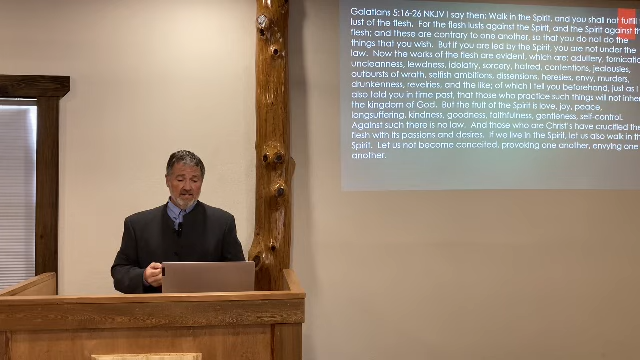 Galatians 5:16-26 NKJV I say then: Walk in the Spirit, and you shall not fulfill
lust of the flesh. For the flesh lusts against the Spirit, and the Spirit against
flesh; and these are contrary to one another, so that you do not do the
things that you wish. But if you are led by the Spirit, you are not under the
law. Now the works of the flesh are evident, which are: adultery,
uncleanness, lewdness, idolatry, sorcery, hatred, contentions, jealousies,
outbursts of wrath, selfish ambitions, dissensions, heresies, envy, murders,
drunkenness, revelries, and the like; of which I tell you beforehand, just as I
also told you in time past, that those who practice such things will not
the kingdom of God. But the fruit of the Spirit is love, joy, peace,
longsuffering, kindness, goodness, faithfulness, gentleness, self-control.
Against such there is no law. And those who are Christ's have crucified
flesh with its passions and desires. If we live in the Spirit, let us also walk in
Spirit. Let us not become conceited, provoking one another, envying one
another.